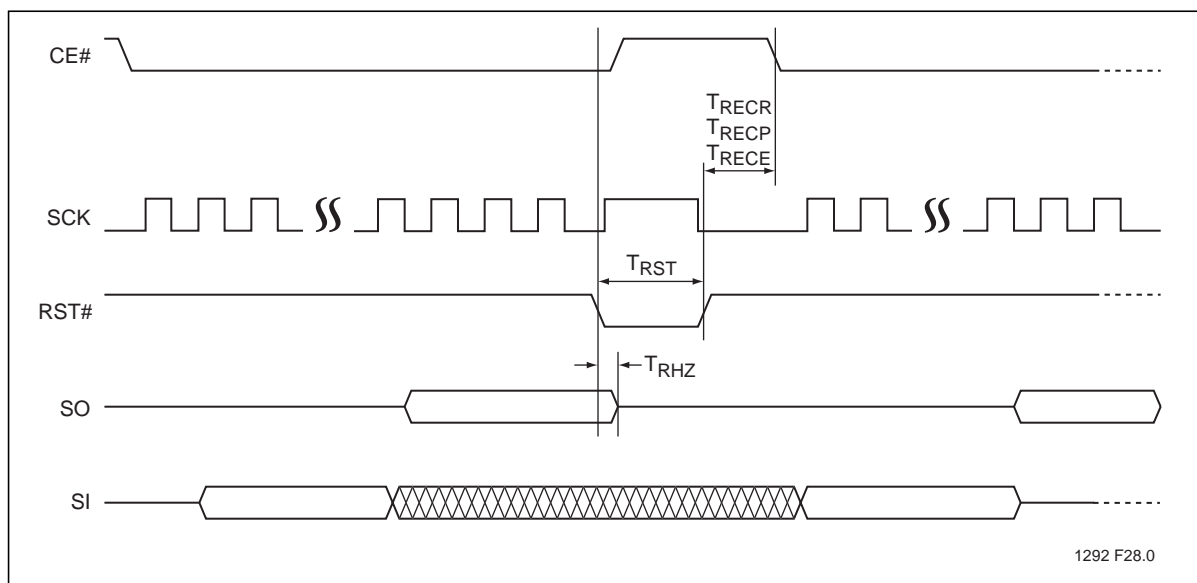 CE#
TRECR
TRECP
TRECE
SCK
TRST
RST#
TRHZ
SO
SI
1292 F28.0